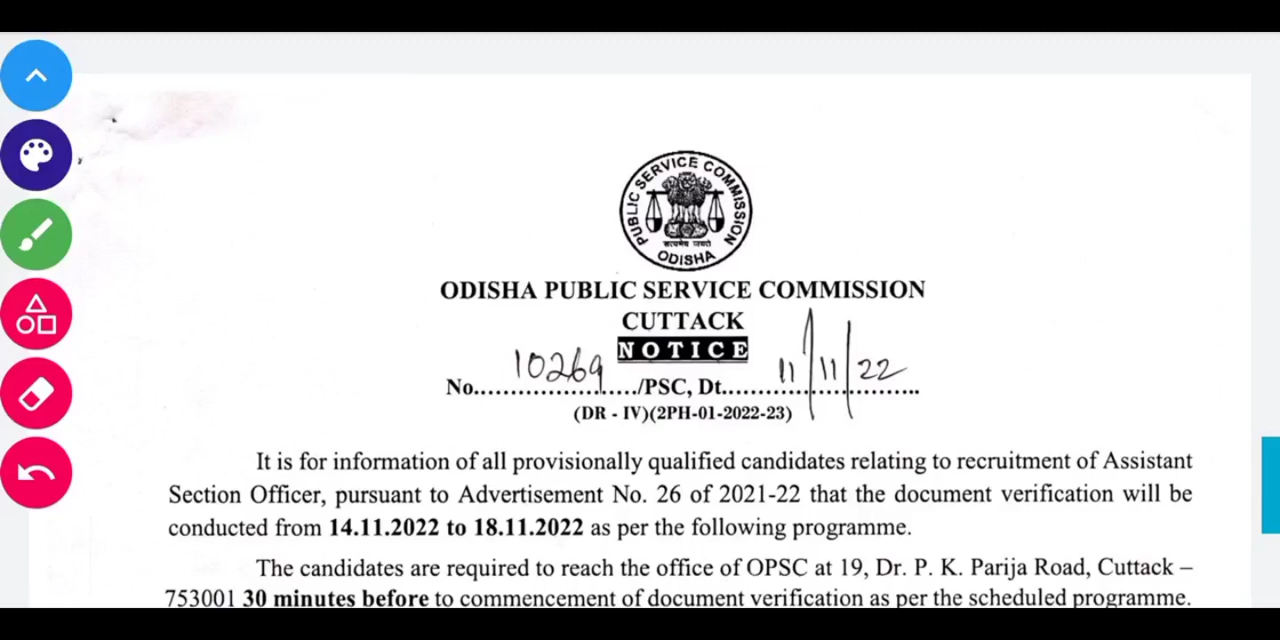 PUBLIC SERVICE COMMISSION
सत्यमेव जयते
ODISHA
ODISHA PUBLIC SERVICE COMMISSION
CUTTACK
NOTICE
No....10269..../PSC, Dt....11/11/22....
(DR - IV)(2PH-01-2022-23)
It is for information of all provisionally qualified candidates relating to recruitment of Assistant
Section Officer, pursuant to Advertisement No. 26 of 2021-22 that the document verification will be
conducted from 14.11.2022 to 18.11.2022 as per the following programme.
The candidates are required to reach the office of OPSC at 19, Dr. P. K. Parija Road, Cuttack –
753001 30 minutes before to commencement of document verification as per the scheduled programme.